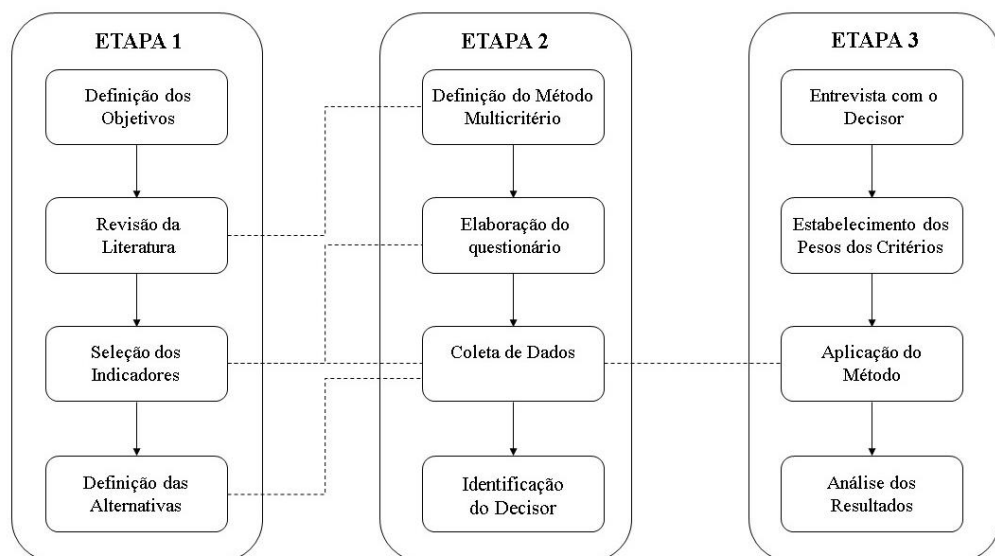 ETAPA 1
Definição dos
Objetivos
Revisão da
Literatura
Seleção dos
Indicadores
Definição das
Alternativas
ETAPA 2
Definição do Método
Multicritério
Elaboração do
questionário
Coleta de Dados
Identificação
do Decisor
ETAPA 3
Entrevista com o
Decisor
Estabelecimento dos
Pesos dos Critérios
Aplicação do
Método
Análise dos
Resultados